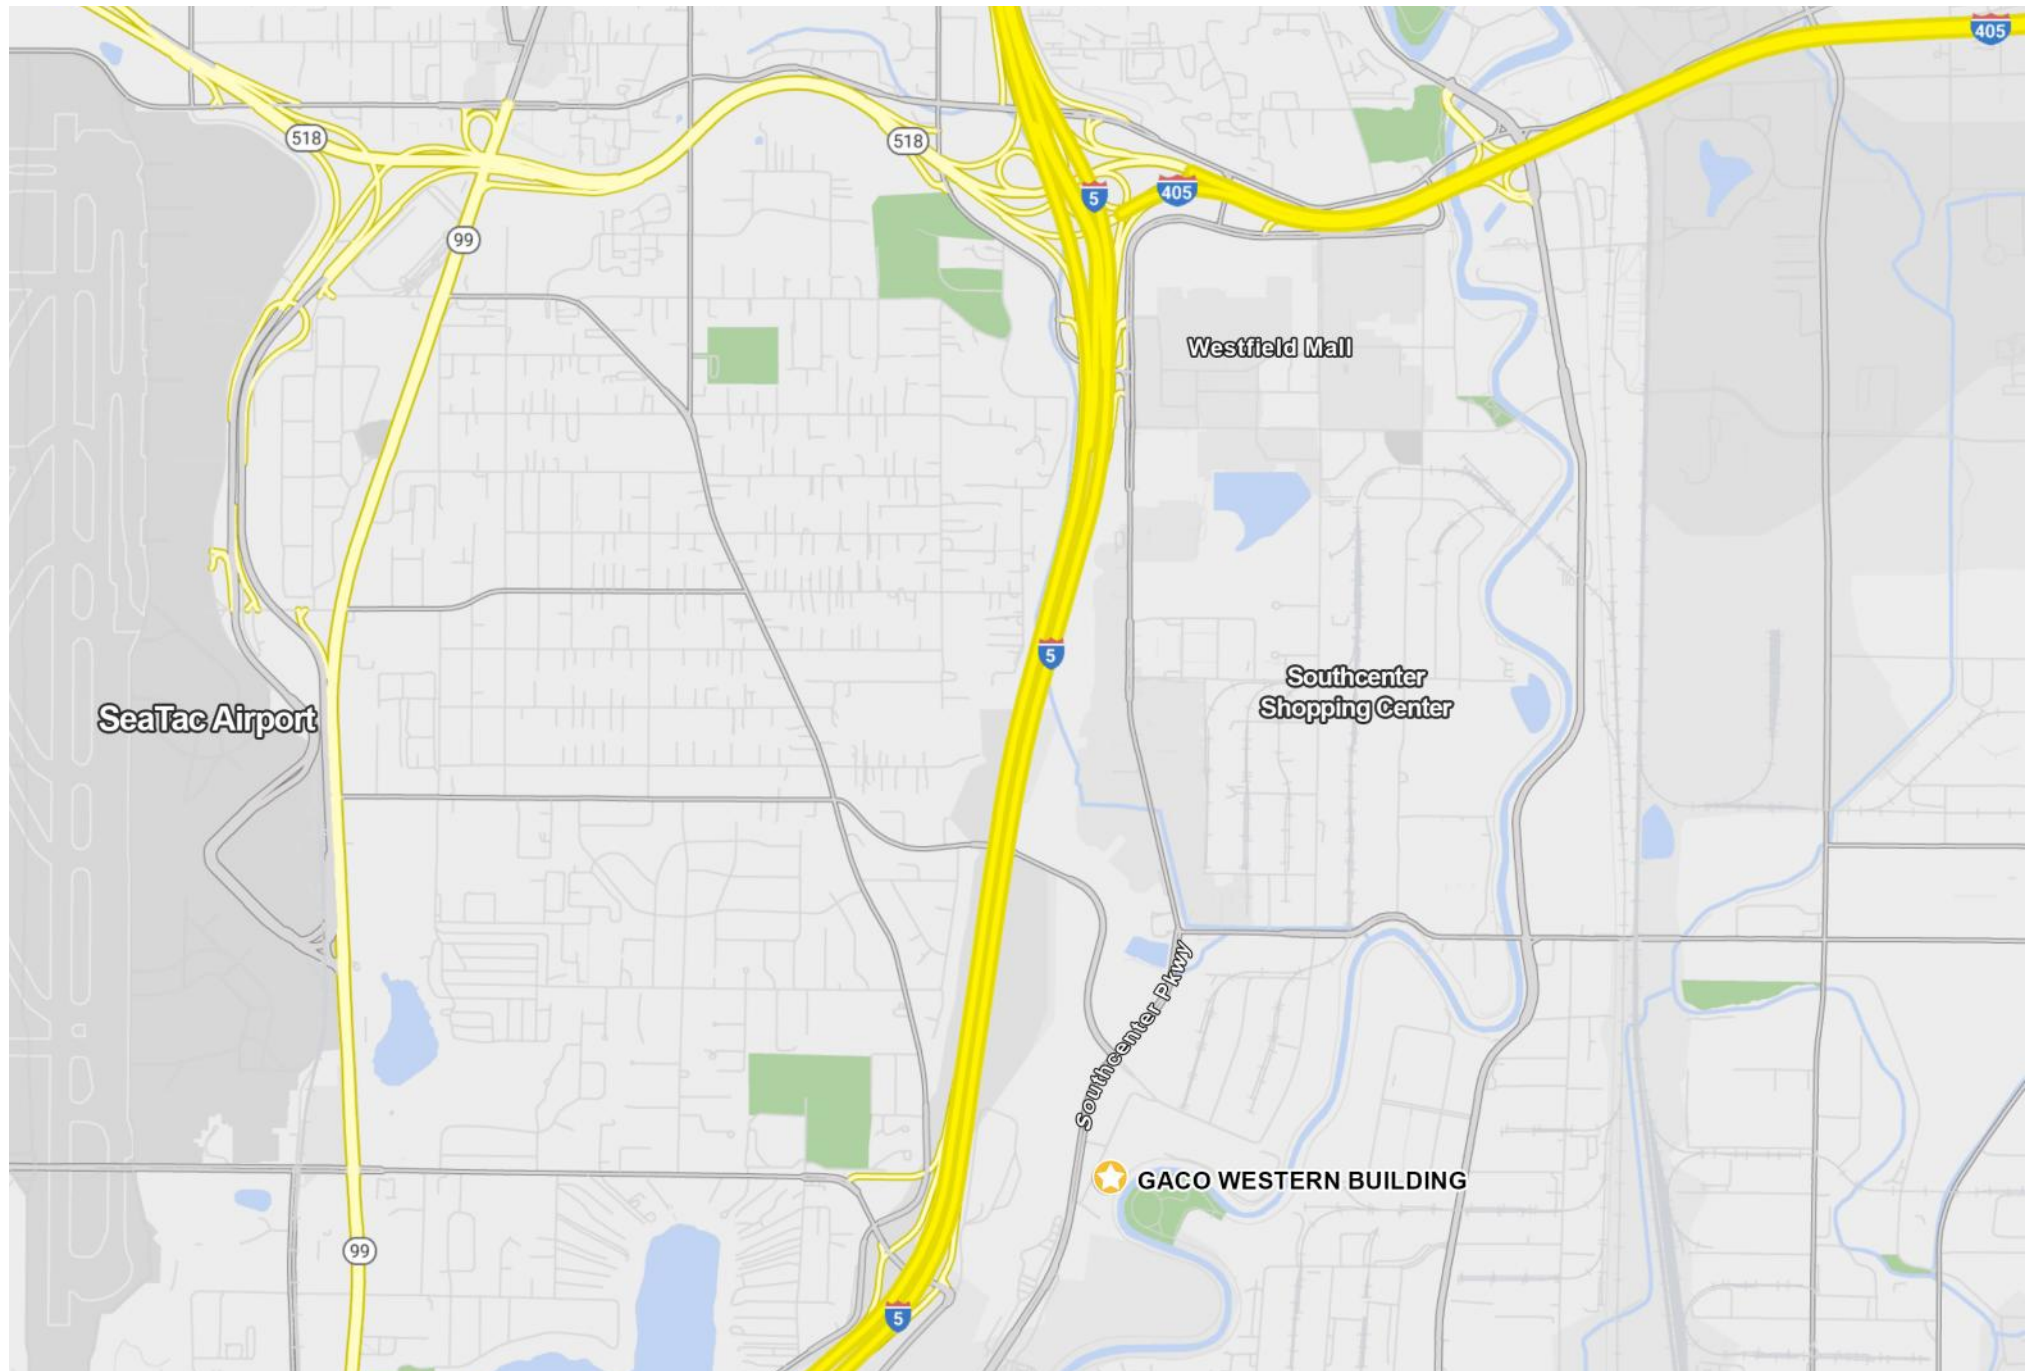 405
518
518
5
405
99
Westfield Mall
5
Southcenter
Shopping Center
SeaTac Airport
Southcenter Pkwy
GACO WESTERN BUILDING
99
5